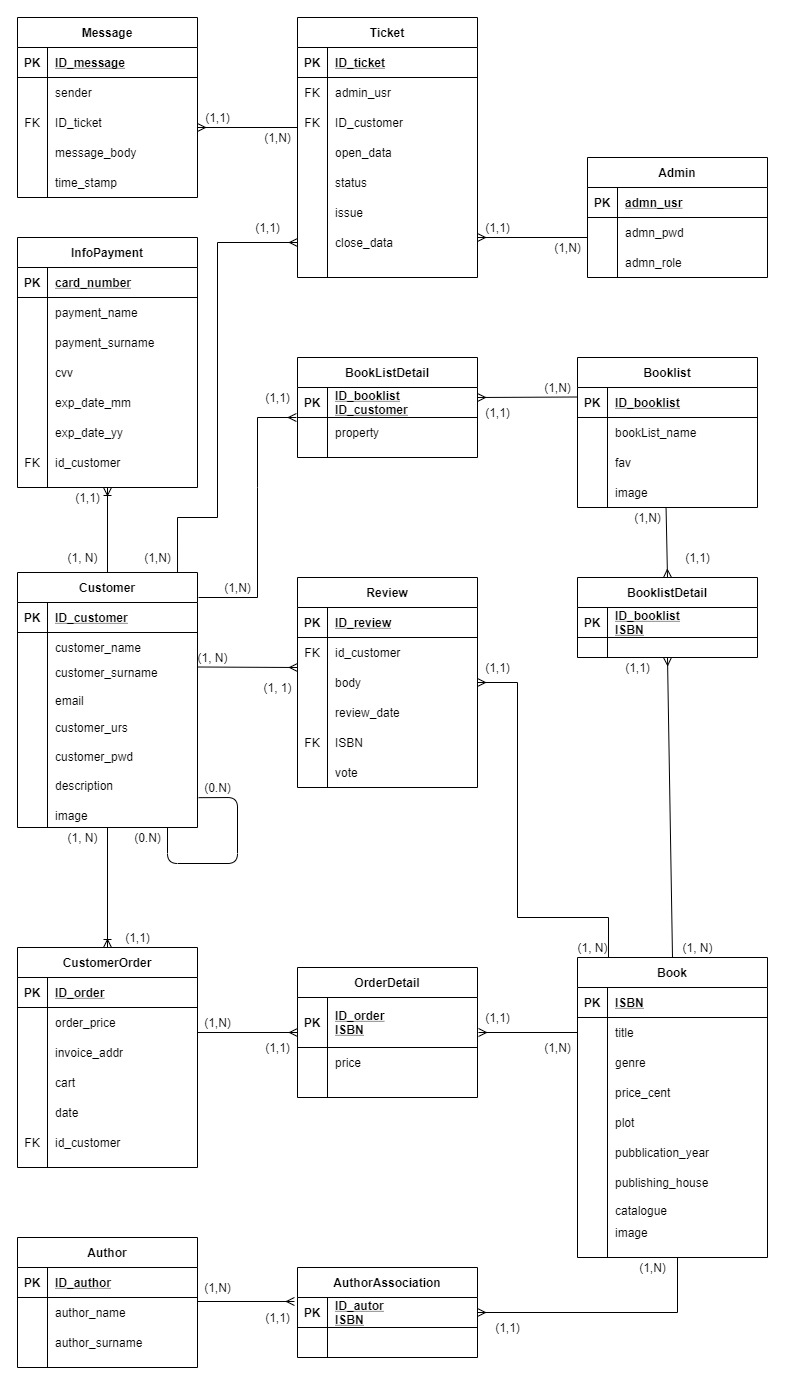 Message
PK ID_message
sender
FK ID_ticket
message_body
time_stamp
(1,1)
(1,N)
Ticket
PK ID_ticket
FK admin_usr
FK ID_customer
open_data
status
issue
close_data
(1,1)
(1,1)
(1,N)
Admin
PK admn_usr
admn_pwd
admn_role
InfoPayment
PK card_number
payment_name
payment_surname
cvv
exp_date_mm
exp_date_yy
FK id_customer
(1,1)
(1, N)
(1,N)
BookListDetail
PK ID_booklist
ID_customer
property
(1,1)
(1,N)
(1,1)
Booklist
PK ID_booklist
bookList_name
fav
image
(1,N)
(1,1)
Customer
PK ID_customer
customer_name
customer_surname
email
customer_urs
customer_pwd
description
image
(1,N)
(1, N)
(1, 1)
(0.N)
(0.N)
(1, N)
Review
PK ID_review
FK id_customer
body
review_date
FK ISBN
vote
(1,1)
BooklistDetail
PK ID_booklist
ISBN
(1,1)
(1,1)
CustomerOrder
PK ID_order
order_price
invoice_addr
cart
date
FK id_customer
(1,N)
(1,1)
OrderDetail
PK ID_order
ISBN
price
(1,1)
(1,N)
(1, N)
(1, N)
Book
PK ISBN
title
genre
price_cent
plot
pubblication_year
publishing_house
catalogue
image
(1,N)
Author
PK ID_author
author_name
author_surname
(1,N)
(1,1)
AuthorAssociation
PK ID_autor
ISBN
(1,1)